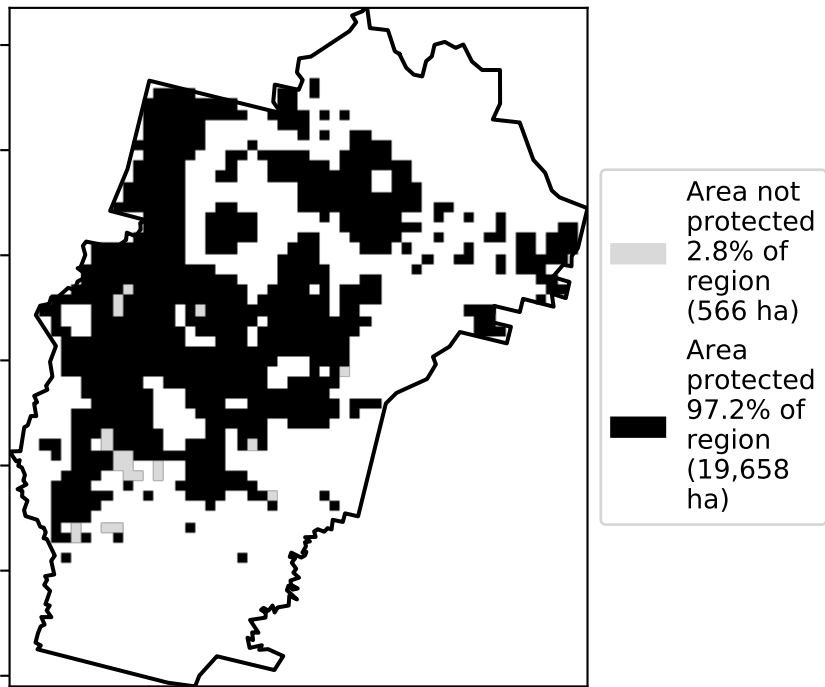 Area not
protected
2.8% of
region
(566 ha)
Area
protected
97.2% of
region
(19,658
ha)